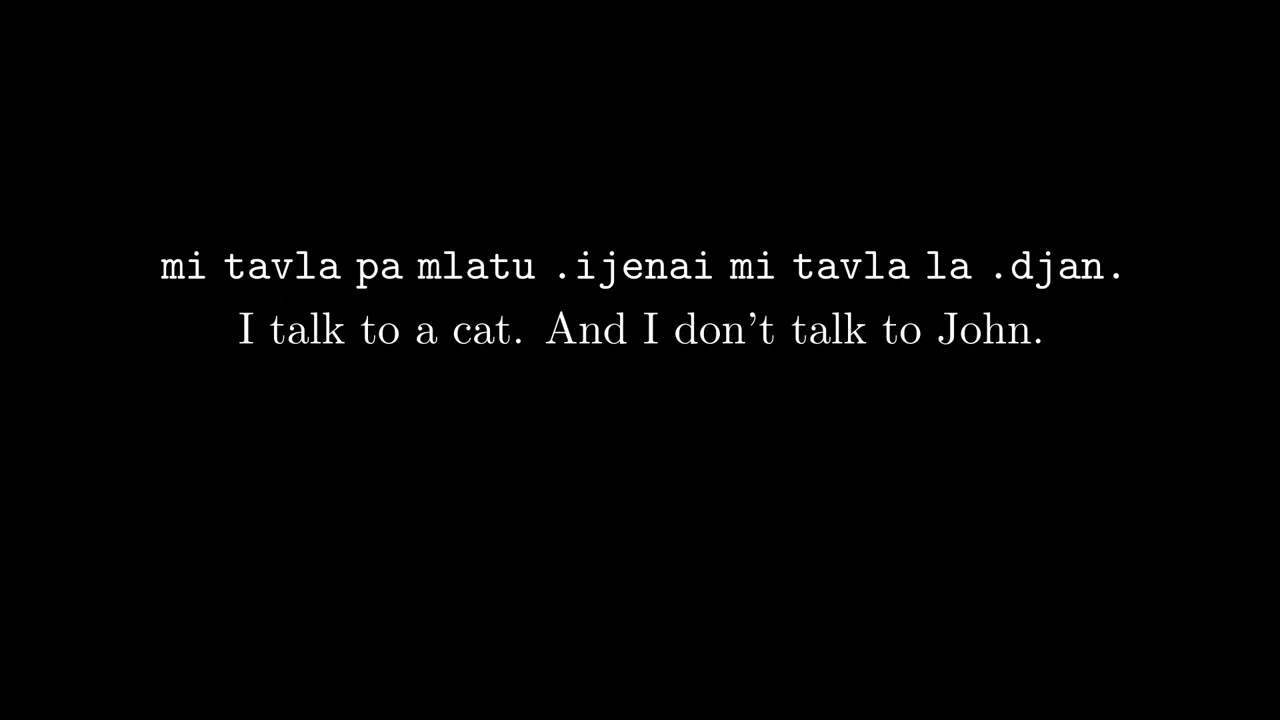 mi tavla pa mlatu .ijenai mi tavla la .djan.
I talk to a cat. And I don't talk to John.